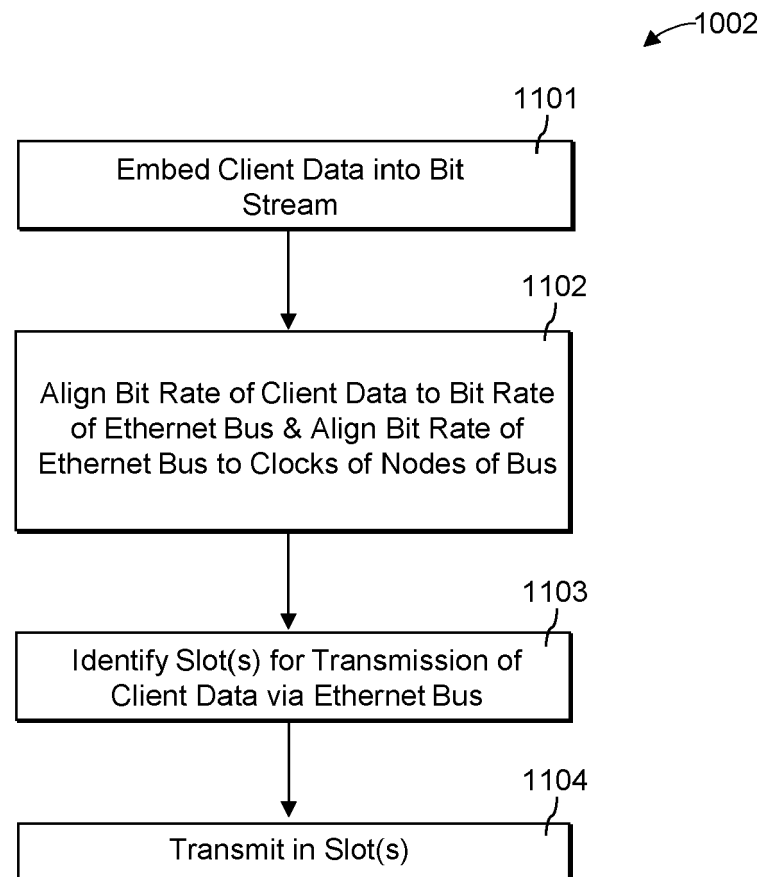 1002
1101
Embed Client Data into Bit
Stream
1102
Align Bit Rate of Client Data to Bit Rate
of Ethernet Bus & Align Bit Rate of
Ethernet Bus to Clocks of Nodes of Bus
1103
Identify Slot(s) for Transmission of
Client Data via Ethernet Bus
1104
Transmit in Slot(s)